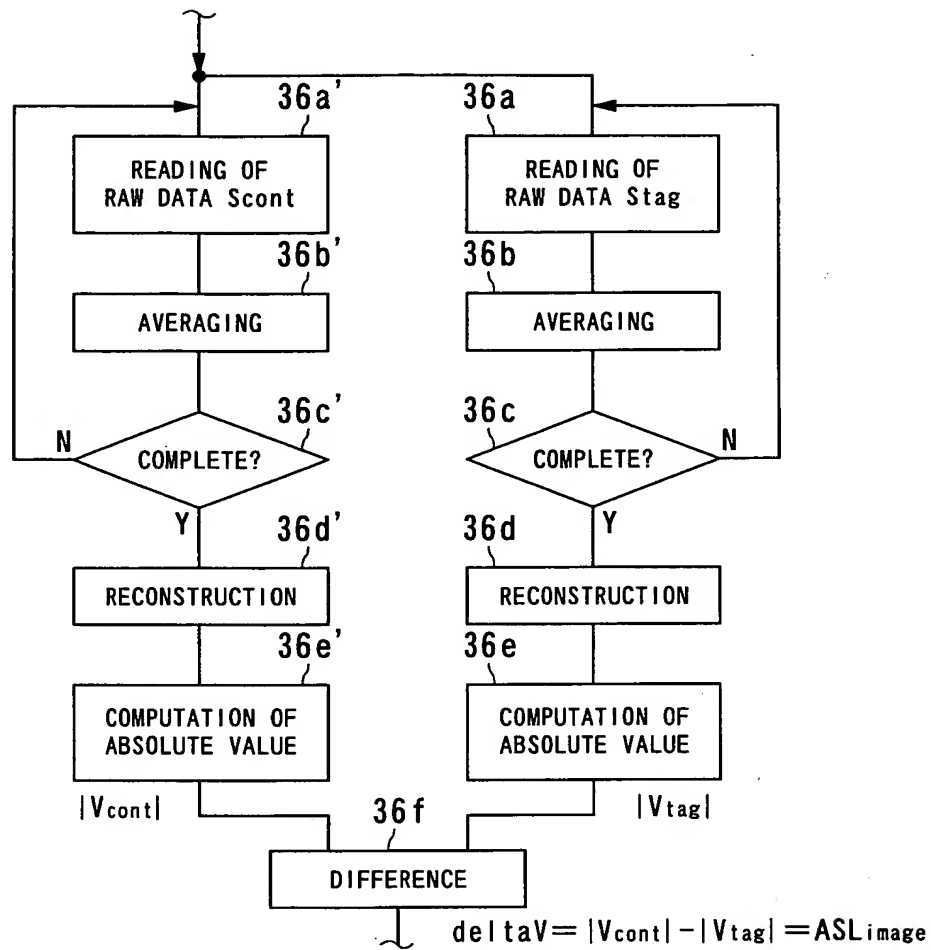 36a' 36a
READING OF
RAW DATA Scont
READING OF
RAW DATA Stag
36b' 36b
AVERAGING AVERAGING
36c' 36c
N COMPLETE? COMPLETE? N
Y Y
36d' 36d
RECONSTRUCTION RECONSTRUCTION
36e' 36e
COMPUTATION OF
ABSOLUTE VALUE
COMPUTATION OF
ABSOLUTE VALUE
|Vcont| |Vtag|
36f
DIFFERENCE
deltaV=|Vcont|-|Vtag|=ASLimage